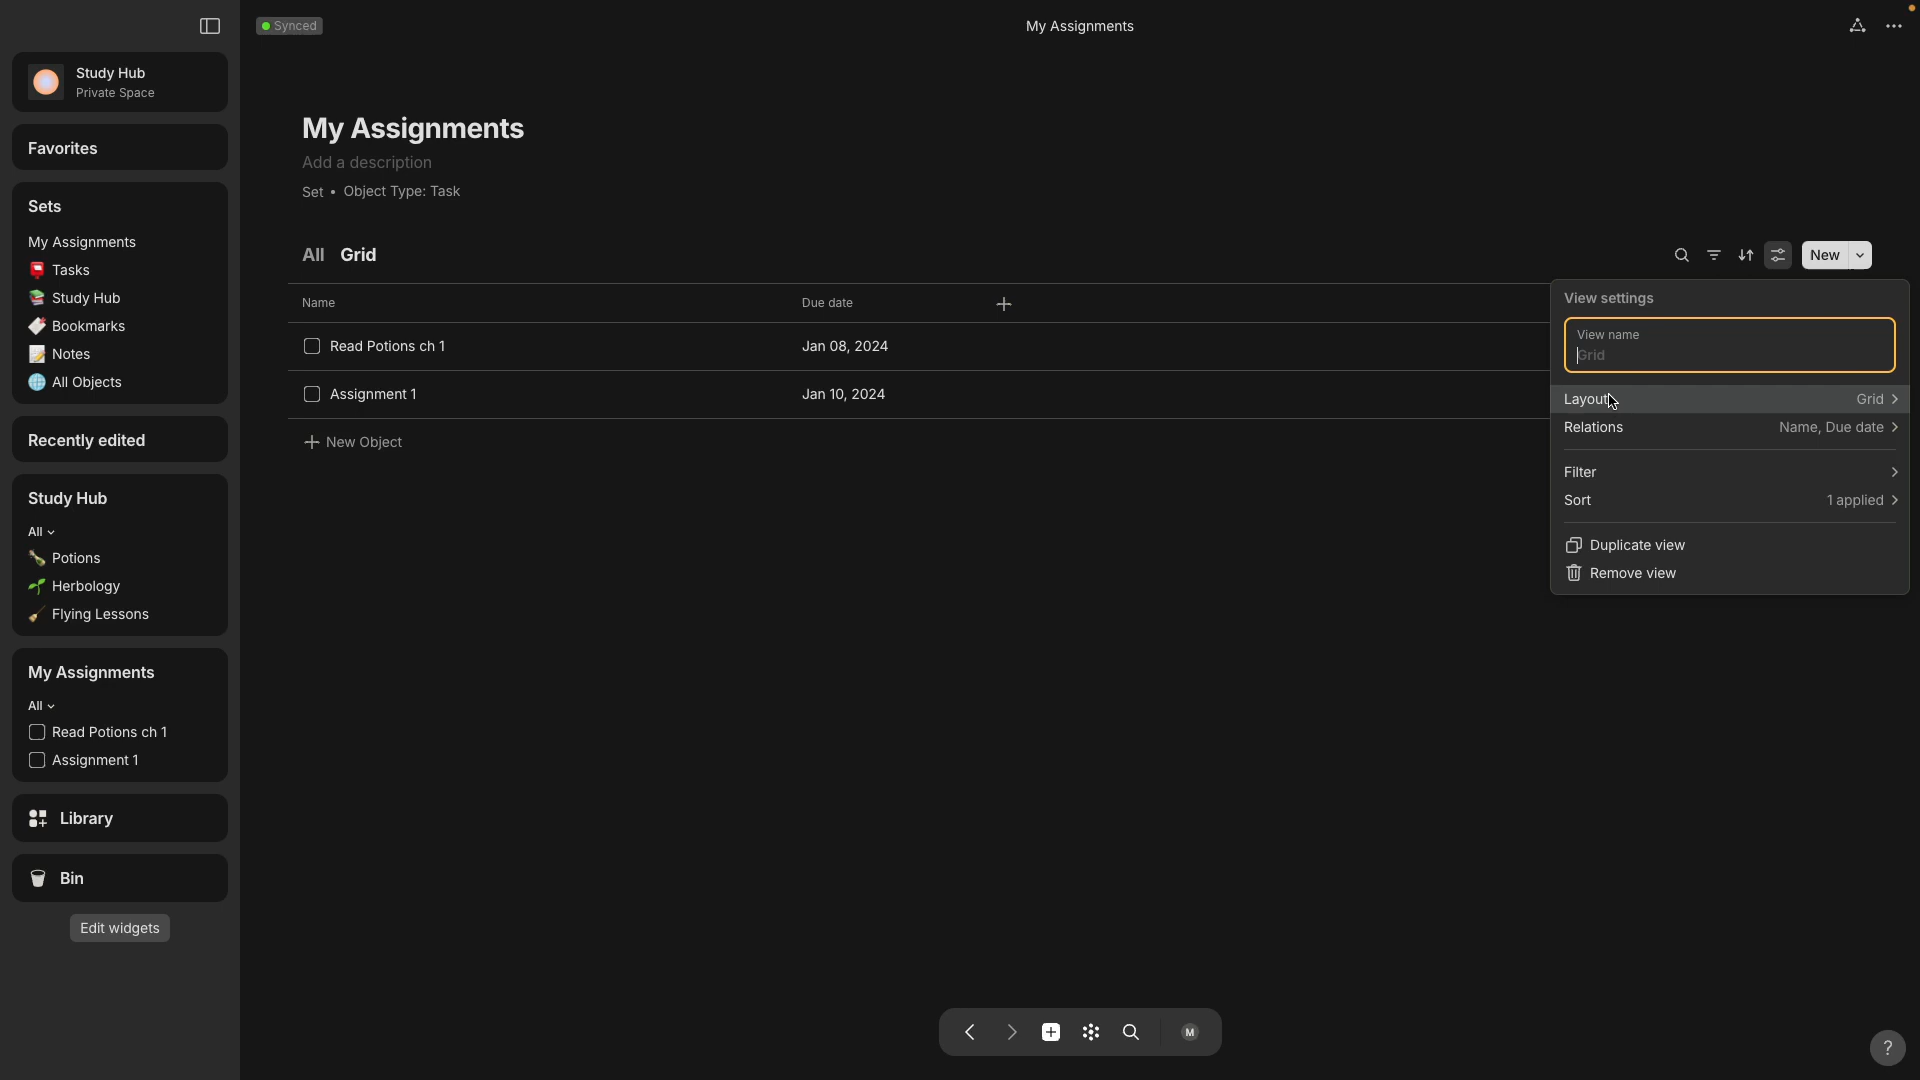 Synced
My Assignments
Study Hub
Private Space
Favorites
Sets
My Assignments
Tasks
Study Hub
Bookmarks
Notes
All Objects
Recently edited
Study Hub
All
Potions
Herbology
Flying Lessons
My Assignments
All
Read Potions ch 1
Assignment 1
Library
Bin
Edit widgets
My Assignments
Add a description
Set • Object Type: Task
All Grid
New
Name Due date
Read Potions ch 1 Jan 08, 2024
Assignment 1 Jan 10, 2024
New Object
View settings
View name
Grid
Layout Grid
Relations Name, Due date
Filter
Sort 1 applied
Duplicate view
Remove view
M
?